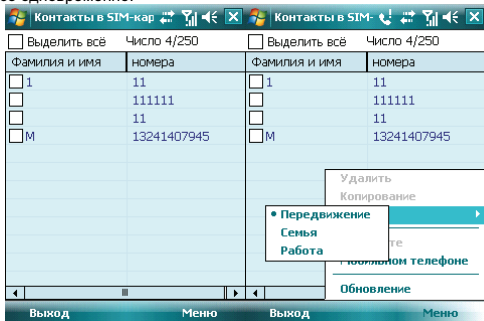 Контакты в SIM-кар
Выделить всё Число 4/250
Фамилия и имя номера
1 11
111111
11
М 13241407945
Выход Меню
Контакты в SIM-
Выделить всё Число 4/250
Фамилия и имя номера
1 11
111111
11
М 13241407945
Удалить
Копирование
• Передвижение
Семья
Работа
телефоне
Обновление
Выход Меню